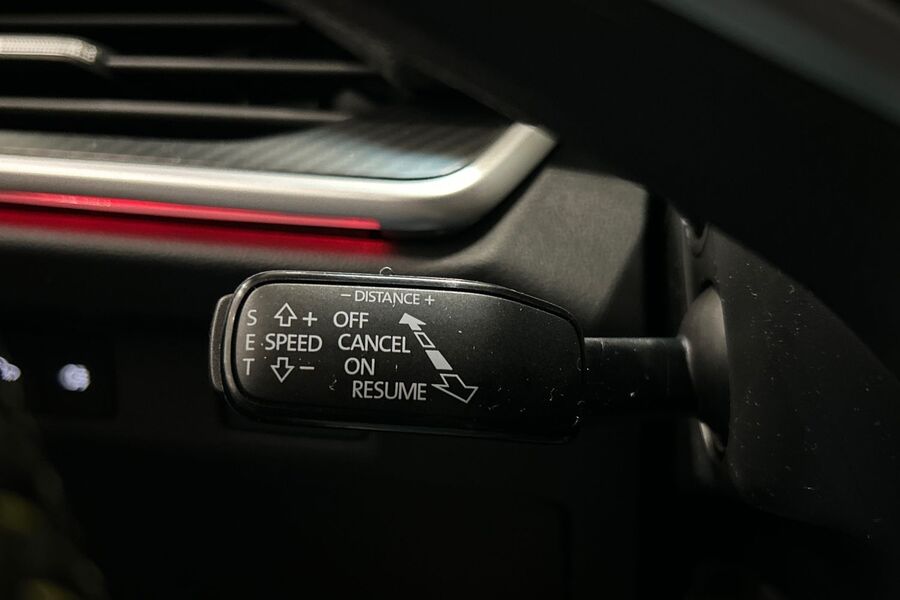 − DISTANCE +
S + OFF
E SPEED CANCEL
T − ON
RESUME